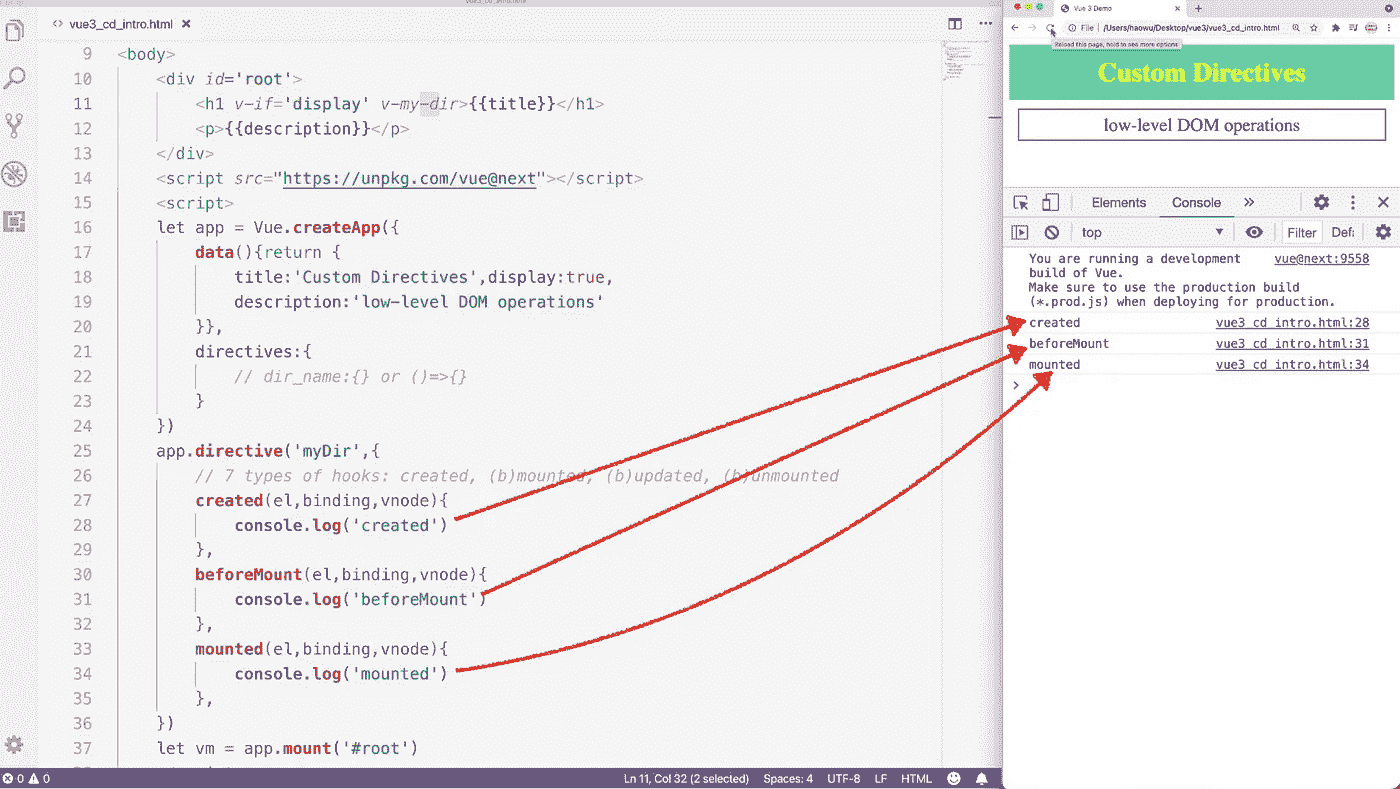 vue3_cd_intro.html
<> vue3_cd_intro.html ×
9 <body>
10 <div id='root'>
11 <h1 v-if='display' v-my-dir>{{title}}</h1>
12 <p>{{description}}</p>
13 </div>
14 <script src="https://unpkg.com/vue@next"></script>
15 <script>
16 let app = Vue.createApp({
17 data(){return {
18 title:'Custom Directives',display:true,
19 description:'low-level DOM operations'
20 }},
21 directives:{
22 // dir_name:{} or ()=>{}
23 }
24 })
25 app.directive('myDir',{
26 // 7 types of hooks: created, (b)mounted, (b)updated, (b)unmounted
27 created(el,binding,vnode){
28 console.log('created')
29 },
30 beforeMount(el,binding,vnode){
31 console.log('beforeMount')
32 },
33 mounted(el,binding,vnode){
34 console.log('mounted')
35 },
36 })
37 let vm = app.mount('#root')
0 0 Ln 11, Col 32 (2 selected) Spaces: 4 UTF-8 LF HTML
Vue 3 Demo
File /Users/haowu/Desktop/vue3/vue3_cd_intro.html
Reload this page, hold to see more options
Custom Directives
low-level DOM operations
Elements Console »
top Filter Defa
You are running a development vue@next:9558
build of Vue.
Make sure to use the production build
(*.prod.js) when deploying for production.
created vue3_cd_intro.html:28
beforeMount vue3_cd_intro.html:31
mounted vue3_cd_intro.html:34
>